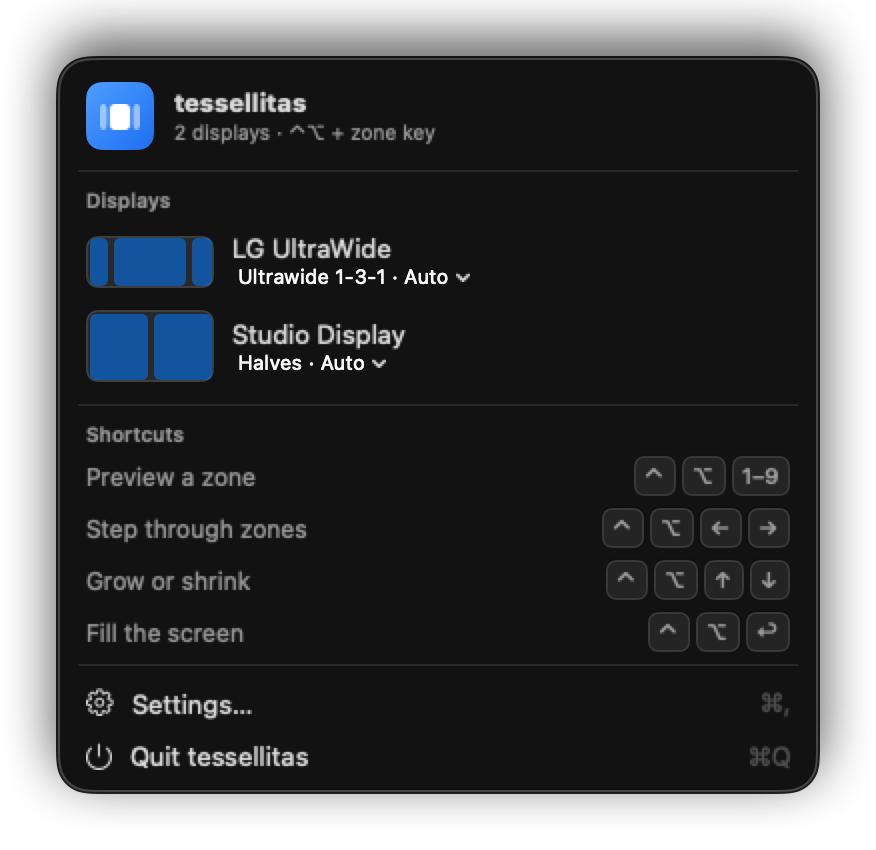 tessellitas
2 displays · ⌃⌥ + zone key
Displays
LG UltraWide
Ultrawide 1-3-1 · Auto
Studio Display
Halves · Auto
Shortcuts
Preview a zone ⌃ ⌥ 1–9
Step through zones ⌃ ⌥ ← →
Grow or shrink ⌃ ⌥ ↑ ↓
Fill the screen ⌃ ⌥ ↩
Settings... ⌘,
Quit tessellitas ⌘Q